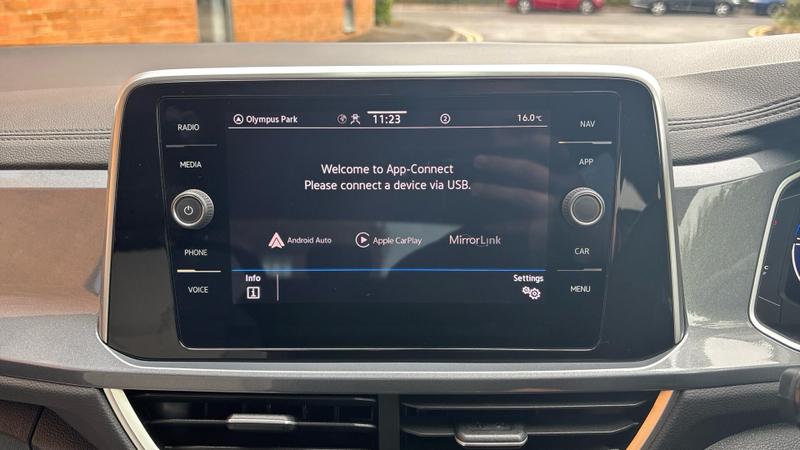 Olympus Park 11:23 2 16.0°C
RADIO
MEDIA
PHONE
VOICE
Welcome to App-Connect
Please connect a device via USB.
Android Auto Apple CarPlay MirrorLink
Info Settings
NAV
APP
CAR
MENU